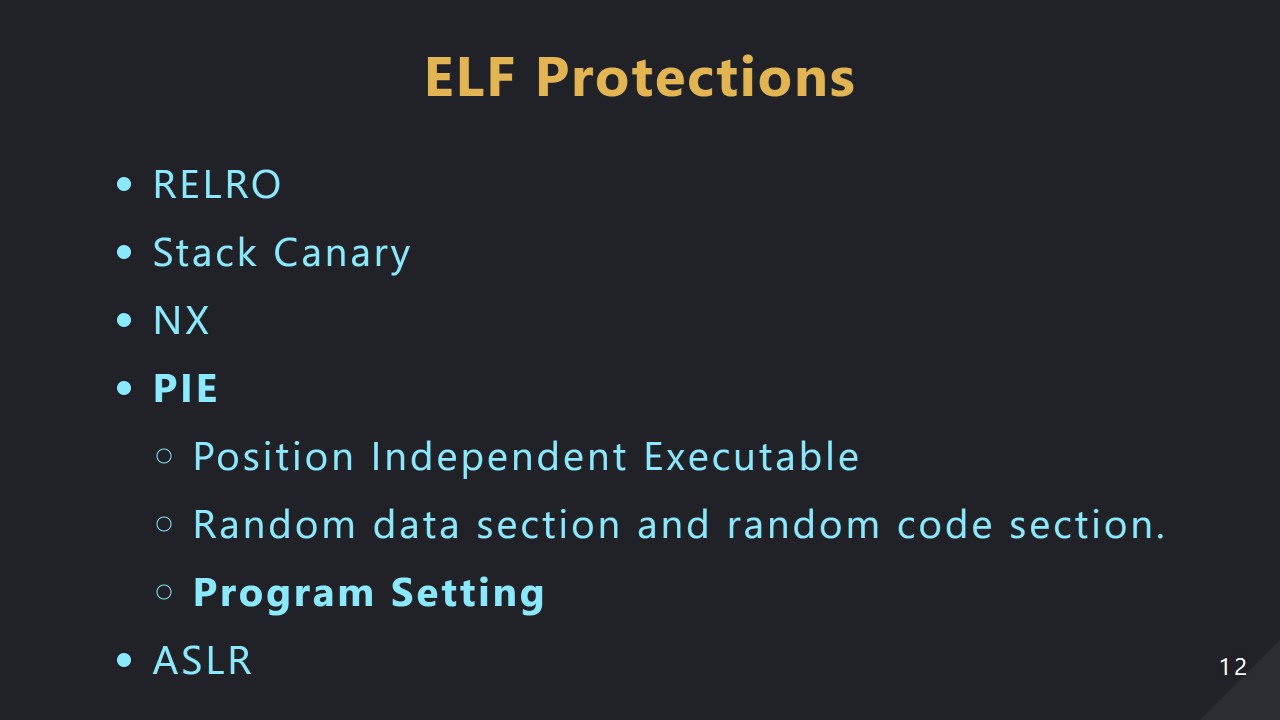 ELF Protections
RELRO
Stack Canary
NX
PIE
Position Independent Executable
Random data section and random code section.
Program Setting
ASLR
12